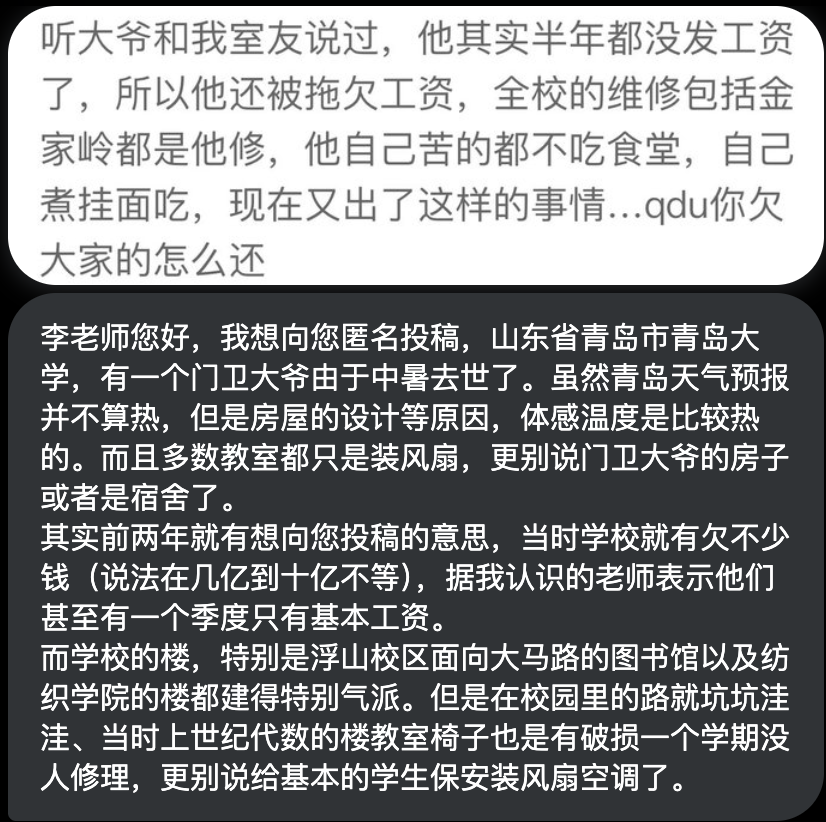 听大爷和我室友说过，他其实半年都没发工资
了，所以他还被拖欠工资，全校的维修包括金
家岭都是他修，他自己苦的都不吃食堂，自己
煮挂面吃，现在又出了这样的事情…qdu你欠
大家的怎么还
李老师您好，我想向您匿名投稿，山东省青岛市青岛大
学，有一个门卫大爷由于中暑去世了。虽然青岛天气预报
并不算热，但是房屋的设计等原因，体感温度是比较热
的。而且多数教室都只是装风扇，更别说门卫大爷的房子
或者是宿舍了。
其实前两年就有想向您投稿的意思，当时学校就有欠不少
钱（说法在几亿到十亿不等），据我认识的老师表示他们
甚至有一个季度只有基本工资。
而学校的楼，特别是浮山校区面向大马路的图书馆以及纺
织学院的楼都建得特别气派。但是在校园里的路就坑坑洼
洼、当时上世纪代数的楼教室椅子也是有破损一个学期没
人修理，更别说给基本的学生保安装风扇空调了。